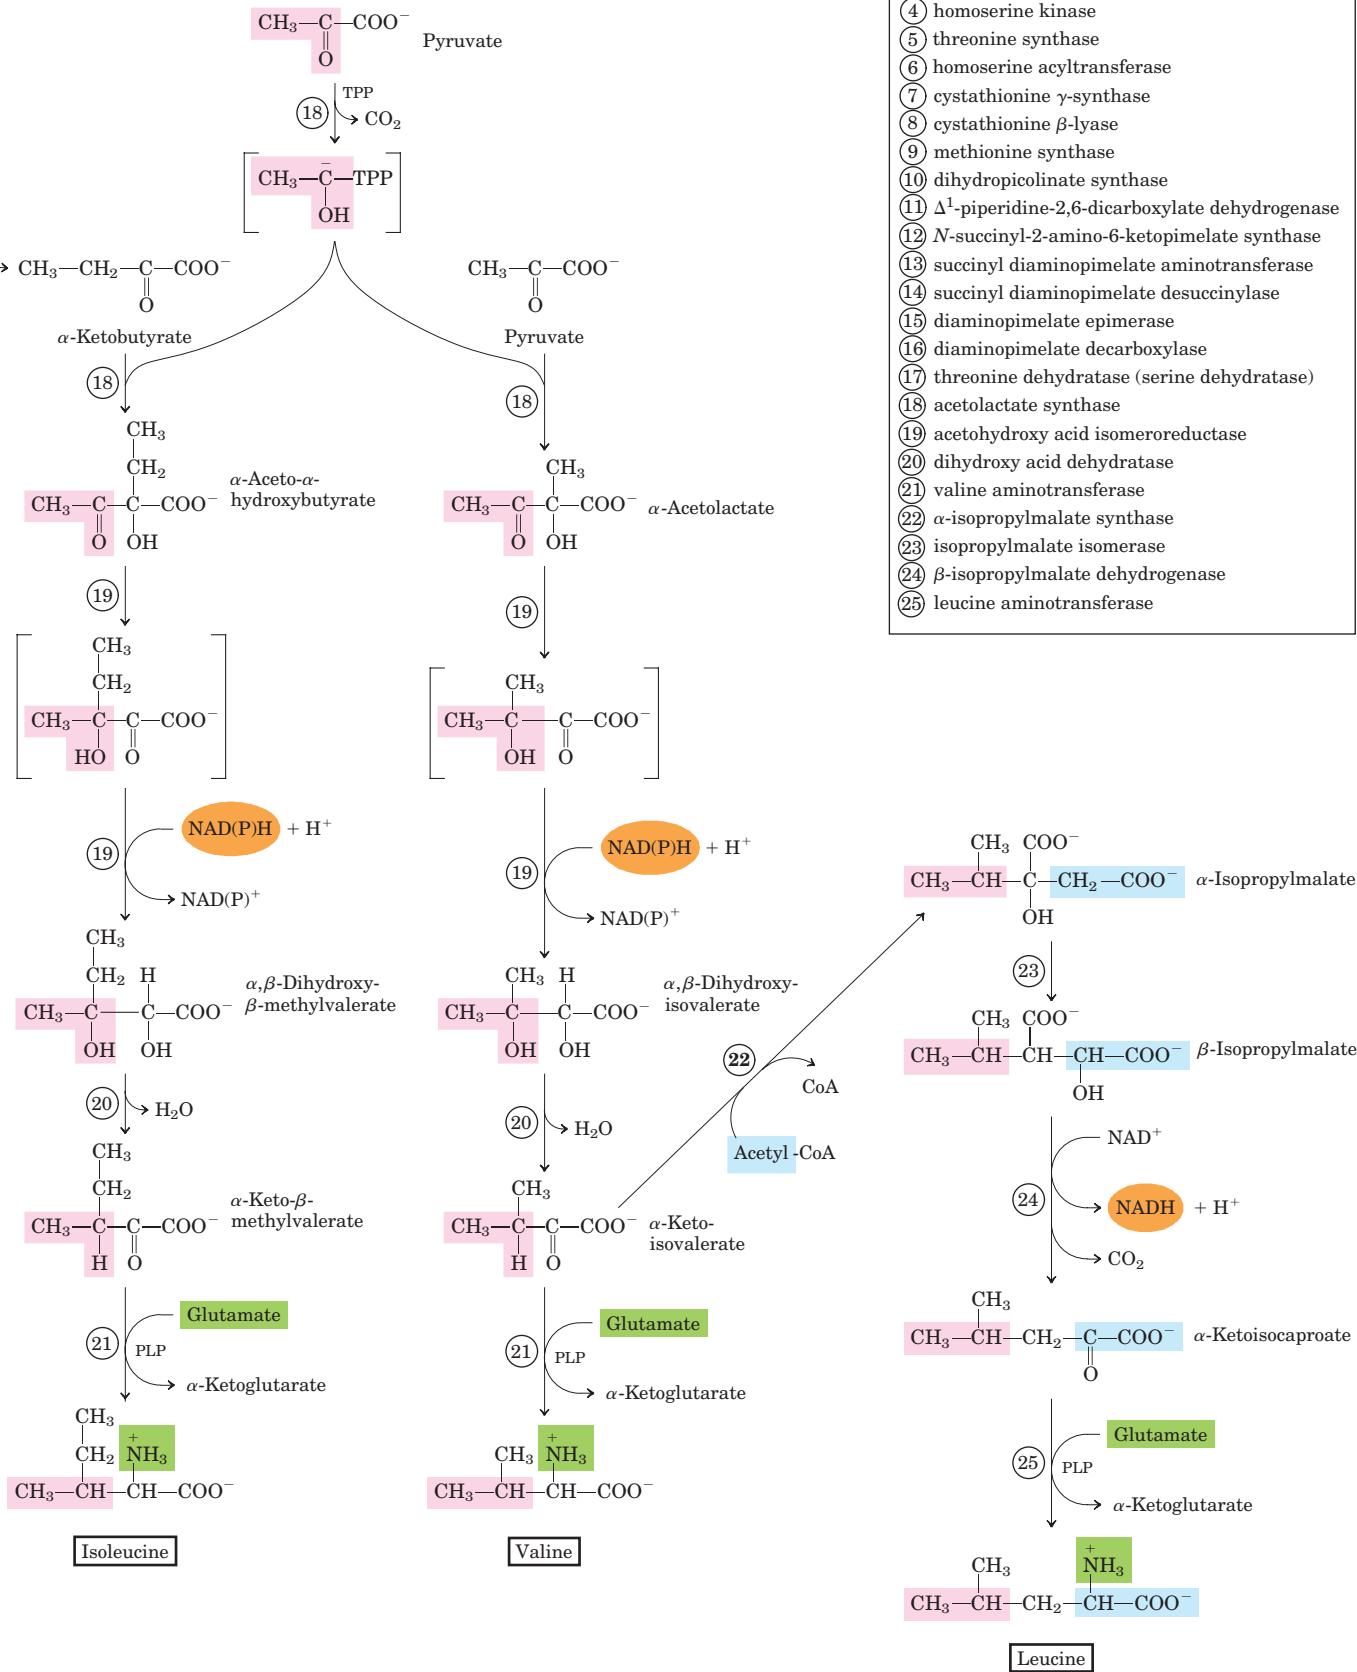 CH₃—C—COO⁻
O
Pyruvate
18
TPP
CO₂
CH₃—C̄—TPP
OH
CH₃—CH₂—C—COO⁻
O
α-Ketobutyrate
CH₃—C—COO⁻
O
Pyruvate
18
18
CH₃
CH₂
CH₃—C—C—COO⁻
O OH
α-Aceto-α-
hydroxybutyrate
CH₃
CH₃—C—C—COO⁻
O OH
α-Acetolactate
19
19
CH₃
CH₂
CH₃—C—C—COO⁻
HO O
CH₃
CH₃—C—C—COO⁻
OH O
19
NAD(P)H + H⁺
NAD(P)⁺
19
NAD(P)H + H⁺
NAD(P)⁺
CH₃
CH₂ H
CH₃—C—C—COO⁻
OH OH
α,β-Dihydroxy-
β-methylvalerate
CH₃ H
CH₃—C—C—COO⁻
OH OH
α,β-Dihydroxy-
isovalerate
20
H₂O
20
H₂O
CH₃
CH₂
CH₃—C—C—COO⁻
H O
α-Keto-β-
methylvalerate
CH₃
CH₃—C—C—COO⁻
H O
α-Keto-
isovalerate
21
Glutamate
PLP
α-Ketoglutarate
21
Glutamate
PLP
α-Ketoglutarate
CH₃
+
CH₂ NH₃
CH₃—CH—CH—COO⁻
Isoleucine
+
CH₃ NH₃
CH₃—CH—CH—COO⁻
Valine
22
CoA
Acetyl-CoA
4 homoserine kinase
5 threonine synthase
6 homoserine acyltransferase
7 cystathionine γ-synthase
8 cystathionine β-lyase
9 methionine synthase
10 dihydropicolinate synthase
11 Δ¹-piperidine-2,6-dicarboxylate dehydrogenase
12 N-succinyl-2-amino-6-ketopimelate synthase
13 succinyl diaminopimelate aminotransferase
14 succinyl diaminopimelate desuccinylase
15 diaminopimelate epimerase
16 diaminopimelate decarboxylase
17 threonine dehydratase (serine dehydratase)
18 acetolactate synthase
19 acetohydroxy acid isomeroreductase
20 dihydroxy acid dehydratase
21 valine aminotransferase
22 α-isopropylmalate synthase
23 isopropylmalate isomerase
24 β-isopropylmalate dehydrogenase
25 leucine aminotransferase
CH₃ COO⁻
CH₃—CH—C—CH₂—COO⁻
OH
α-Isopropylmalate
23
CH₃ COO⁻
CH₃—CH—CH—CH—COO⁻
OH
β-Isopropylmalate
NAD⁺
24
NADH + H⁺
CO₂
CH₃
CH₃—CH—CH₂—C—COO⁻
O
α-Ketoisocaproate
Glutamate
25
PLP
α-Ketoglutarate
+
CH₃ NH₃
CH₃—CH—CH₂—CH—COO⁻
Leucine